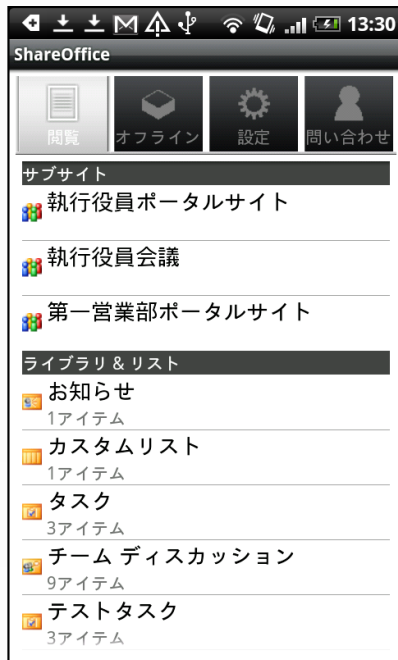 13:30
ShareOffice
閲覧 オフライン 設定 問い合わせ
サブサイト
執行役員ポータルサイト
執行役員会議
第一営業部ポータルサイト
ライブラリ & リスト
お知らせ
1アイテム
カスタムリスト
1アイテム
タスク
3アイテム
チーム ディスカッション
9アイテム
テストタスク
3アイテム